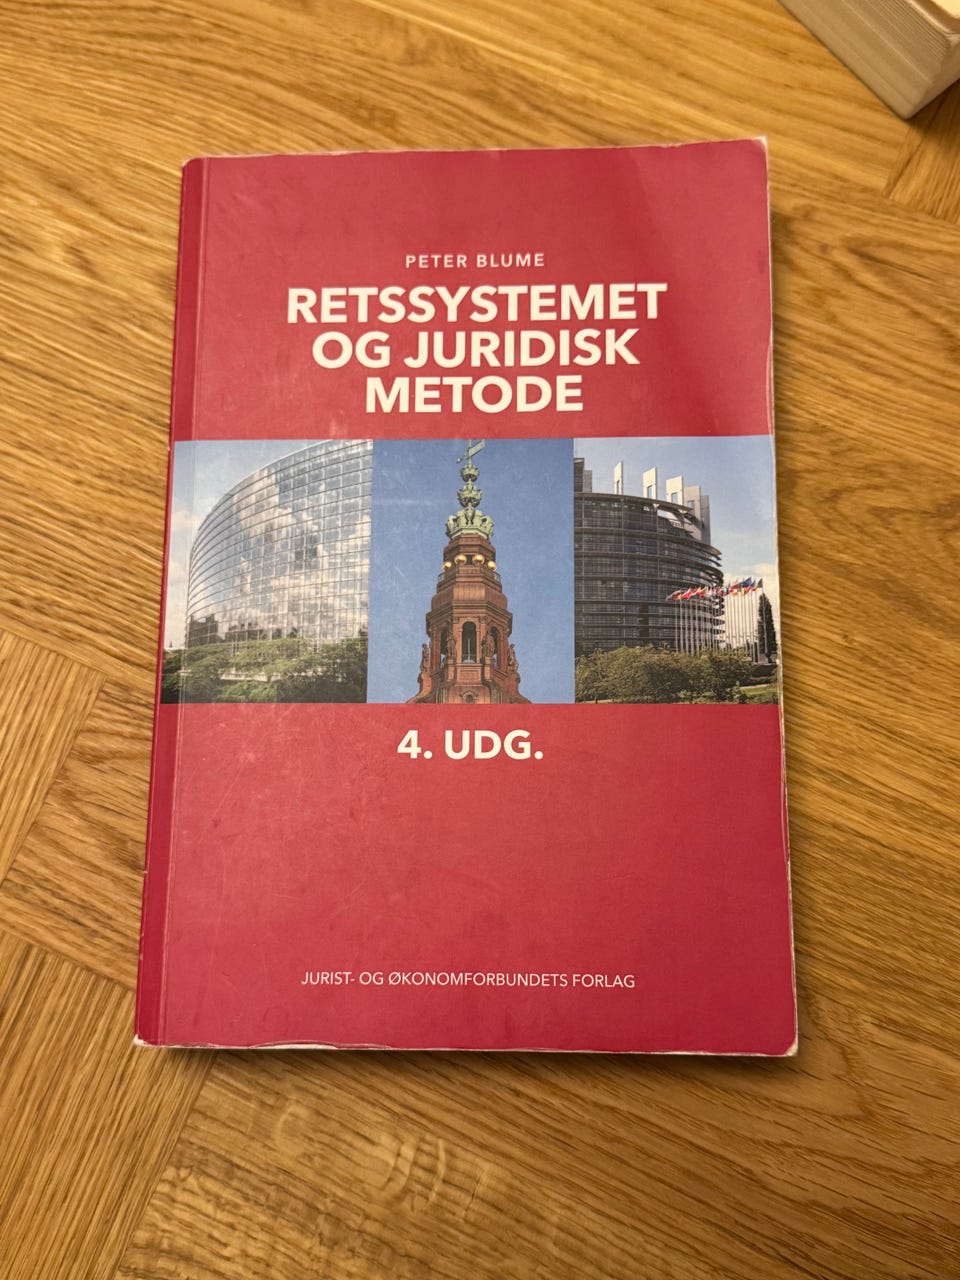 PETER BLUME
RETSSYSTEMET
OG JURIDISK
METODE
4. UDG.
JURIST- OG ØKONOMFORBUNDETS FORLAG